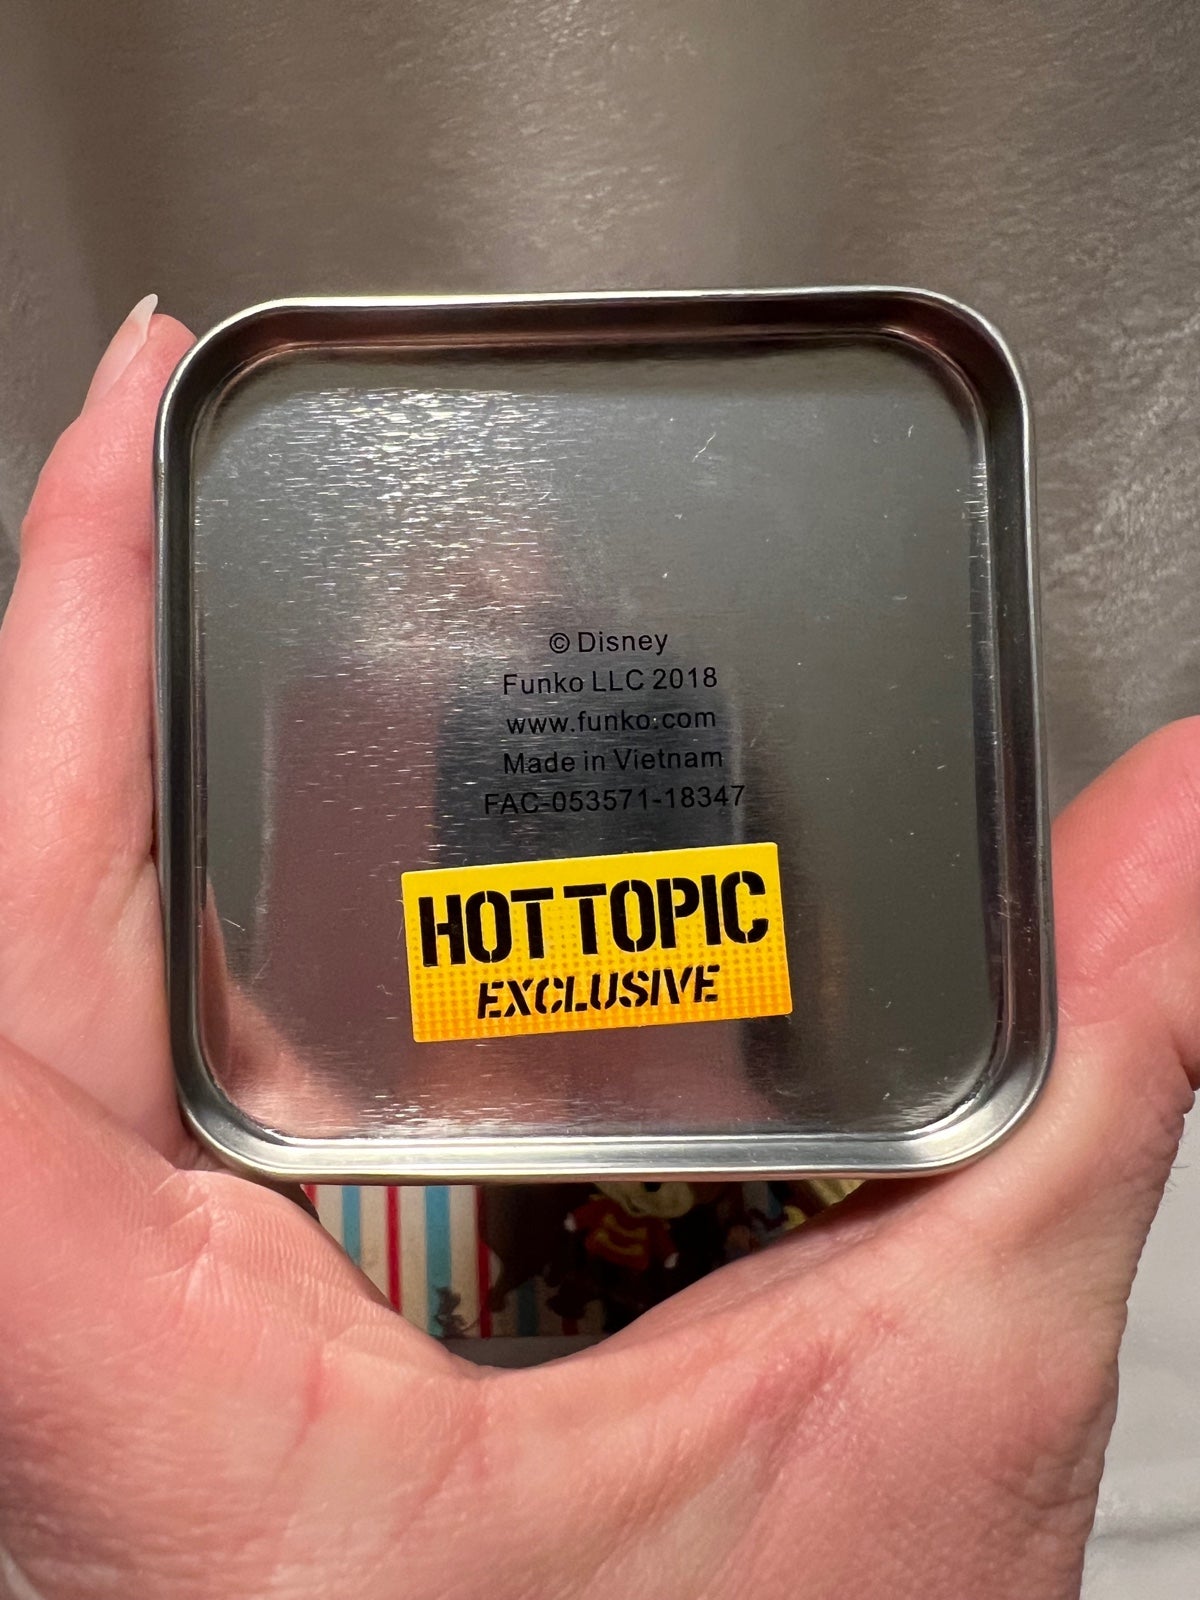 © Disney
Funko LLC 2018
www.funko.com
Made in Vietnam
FAC-053571-18347
HOT TOPIC
EXCLUSIVE